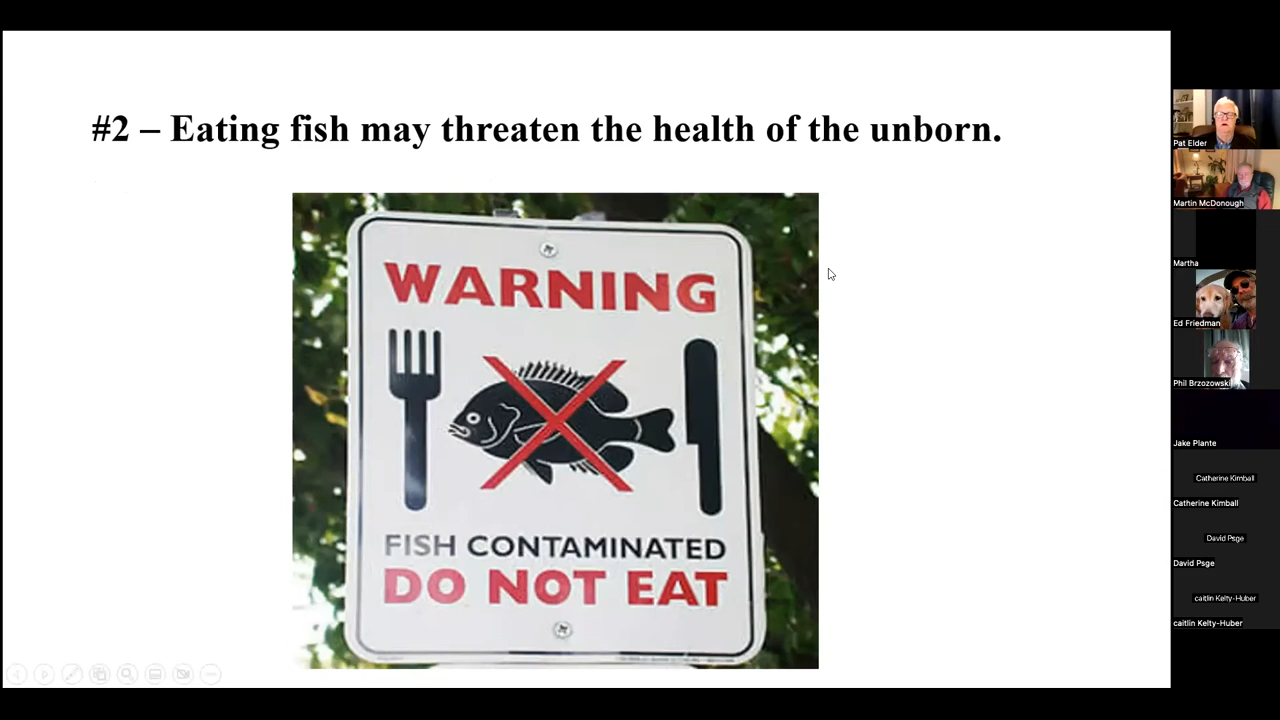 #2 – Eating fish may threaten the health of the unborn.
WARNING
FISH CONTAMINATED
DO NOT EAT
Pat Elder
Martin McDonough
Martha
Ed Friedman
Phil Brzozowski
Jake Plante
Catherine Kimball
Catherine Kimball
David Psge
David Psge
caitlin Kelty-Huber
caitlin Kelty-Huber